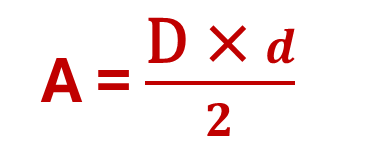 A = D × d / 2